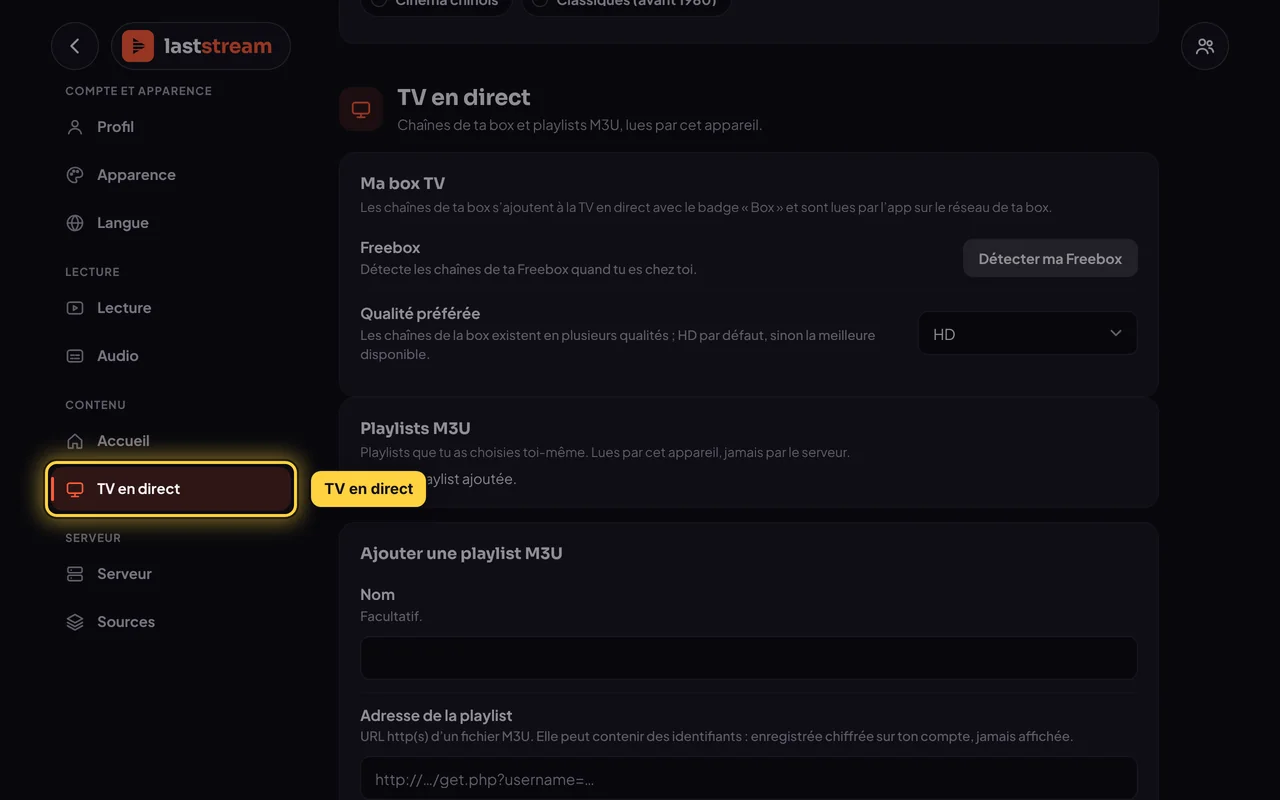 Cinéma chinois
Classiques (avant 1980)
laststream
COMPTE ET APPARENCE
Profil
Apparence
Langue
LECTURE
Lecture
Audio
CONTENU
Accueil
TV en direct
SERVEUR
Serveur
Sources
TV en direct
TV en direct
Chaînes de ta box et playlists M3U, lues par cet appareil.
Ma box TV
Les chaînes de ta box s'ajoutent à la TV en direct avec le badge « Box » et sont lues par l'app sur le réseau de ta box.
Freebox
Détecte les chaînes de ta Freebox quand tu es chez toi.
Détecter ma Freebox
Qualité préférée
Les chaînes de la box existent en plusieurs qualités ; HD par défaut, sinon la meilleure
disponible.
HD
Playlists M3U
Playlists que tu as choisies toi-même. Lues par cet appareil, jamais par le serveur.
ajoutée.
Ajouter une playlist M3U
Nom
Facultatif.
Adresse de la playlist
URL http(s) d'un fichier M3U. Elle peut contenir des identifiants : enregistrée chiffrée sur ton compte, jamais affichée.
http://…/get.php?username=…